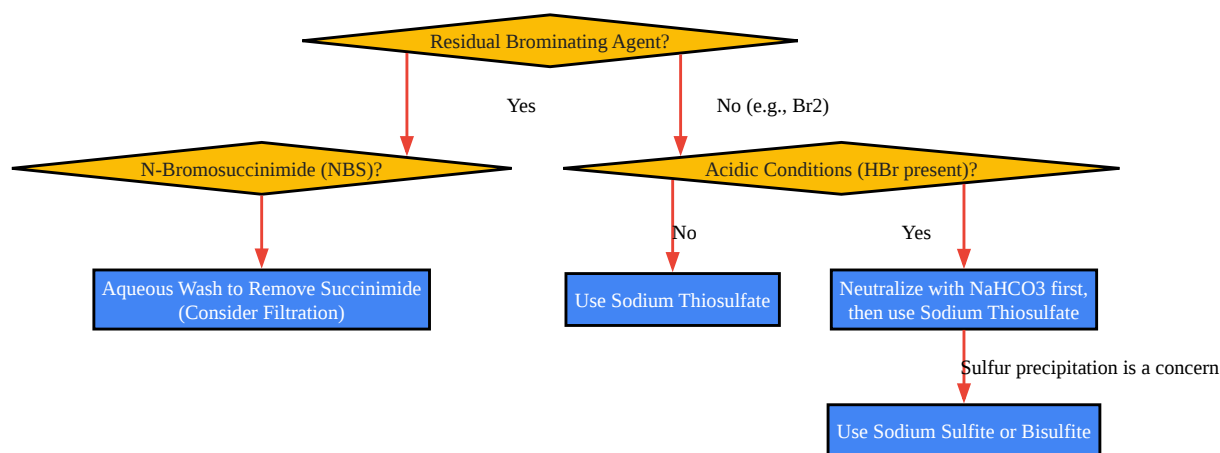 Residual Brominating Agent?
Yes
No (e.g., Br2)
N-Bromosuccinimide (NBS)?
Acidic Conditions (HBr present)?
No
Yes
Aqueous Wash to Remove Succinimide
(Consider Filtration)
Use Sodium Thiosulfate
Neutralize with NaHCO3 first,
then use Sodium Thiosulfate
Sulfur precipitation is a concern
Use Sodium Sulfite or Bisulfite